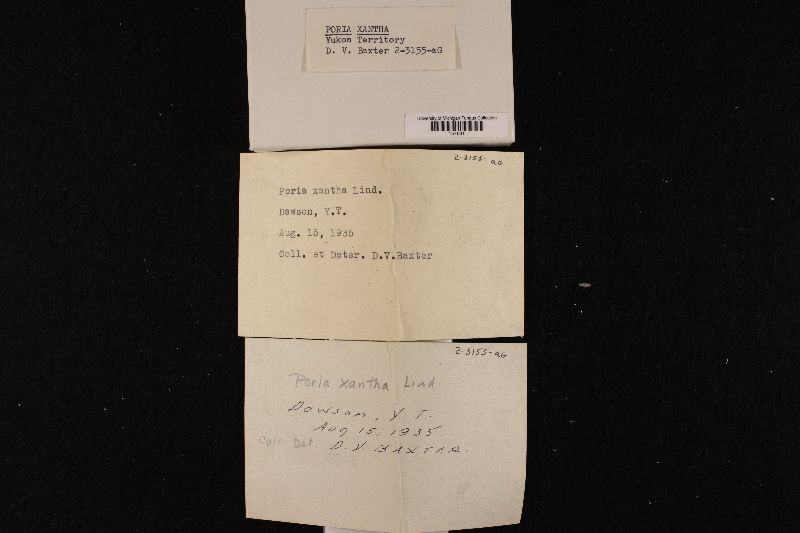 PORIA XANTHA
Yukon Territory
D. V. Baxter 2-3155-aG
University of Michigan Fungus Collection
2-3155-aG
Poria xantha Lind.
Dawson, Y.T.
Aug. 15, 1935
Coll. et Deter. D.V.Baxter
2-3155-aG
Poria xantha Lind.
Dawson, Y T.
Aug 15, 1935
Coll. Det. D. V. BAXTER.